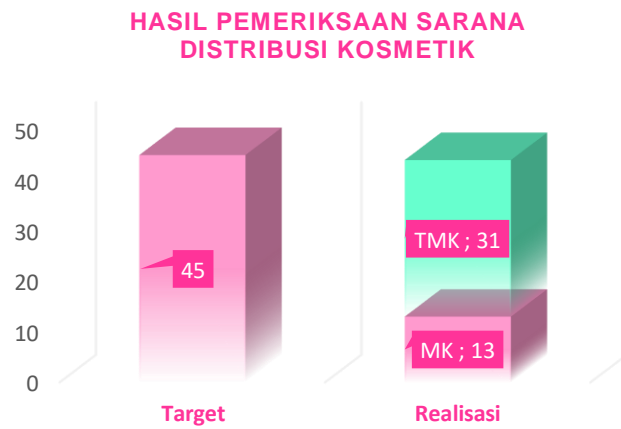 HASIL PEMERIKSAAN SARANA
DISTRIBUSI KOSMETIK
50
40
30
20
10
0
45
TMK ; 31
MK ; 13
Target
Realisasi